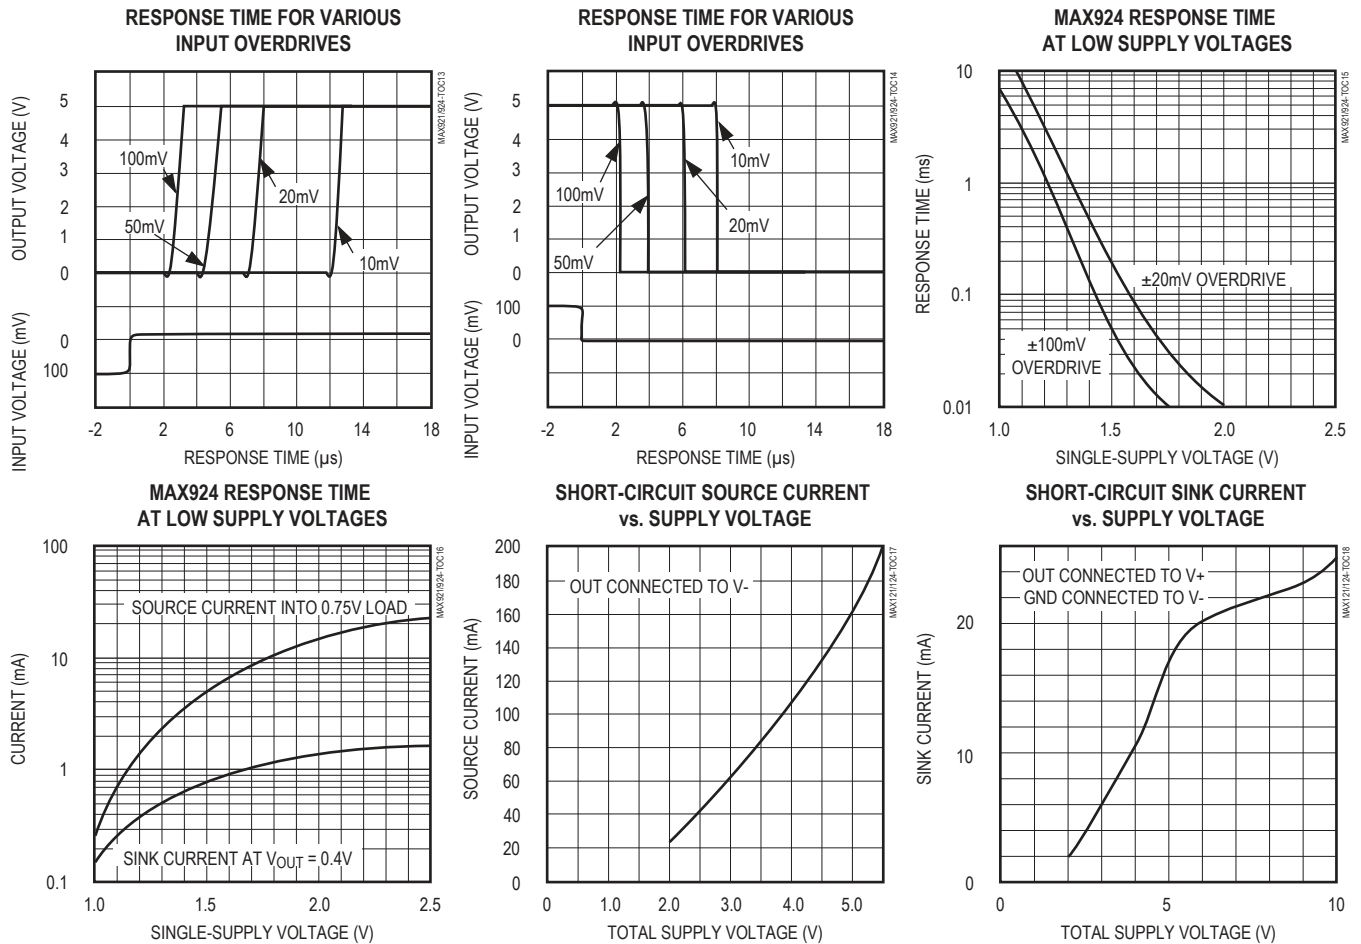 RESPONSE TIME FOR VARIOUS
INPUT OVERDRIVES
MAX921/924-TOC13
OUTPUT VOLTAGE (V)
5
4
3
2
1
0
100mV
50mV
20mV
10mV
INPUT VOLTAGE (mV)
0
100
-2
2
6
10
14
18
RESPONSE TIME (µs)
RESPONSE TIME FOR VARIOUS
INPUT OVERDRIVES
MAX921/924-TOC14
OUTPUT VOLTAGE (V)
5
4
3
2
1
0
100mV
50mV
10mV
20mV
INPUT VOLTAGE (mV)
100
0
-2
2
6
10
14
18
RESPONSE TIME (µs)
MAX924 RESPONSE TIME
AT LOW SUPPLY VOLTAGES
MAX921/924-TOC15
RESPONSE TIME (ms)
10
1
0.1
0.01
±20mV OVERDRIVE
±100mV
OVERDRIVE
1.0
1.5
2.0
2.5
SINGLE-SUPPLY VOLTAGE (V)
MAX924 RESPONSE TIME
AT LOW SUPPLY VOLTAGES
MAX921/924-TOC16
CURRENT (mA)
100
10
1
0.1
SOURCE CURRENT INTO 0.75V LOAD
SINK CURRENT AT VOUT = 0.4V
1.0
1.5
2.0
2.5
SINGLE-SUPPLY VOLTAGE (V)
SHORT-CIRCUIT SOURCE CURRENT
vs. SUPPLY VOLTAGE
MAX121/124-TOC17
SOURCE CURRENT (mA)
200
180
160
140
120
100
80
60
40
20
0
OUT CONNECTED TO V-
0
1.0
2.0
3.0
4.0
5.0
TOTAL SUPPLY VOLTAGE (V)
SHORT-CIRCUIT SINK CURRENT
vs. SUPPLY VOLTAGE
MAX121/124-TOC18
SINK CURRENT (mA)
20
10
0
OUT CONNECTED TO V+
GND CONNECTED TO V-
0
5
10
TOTAL SUPPLY VOLTAGE (V)